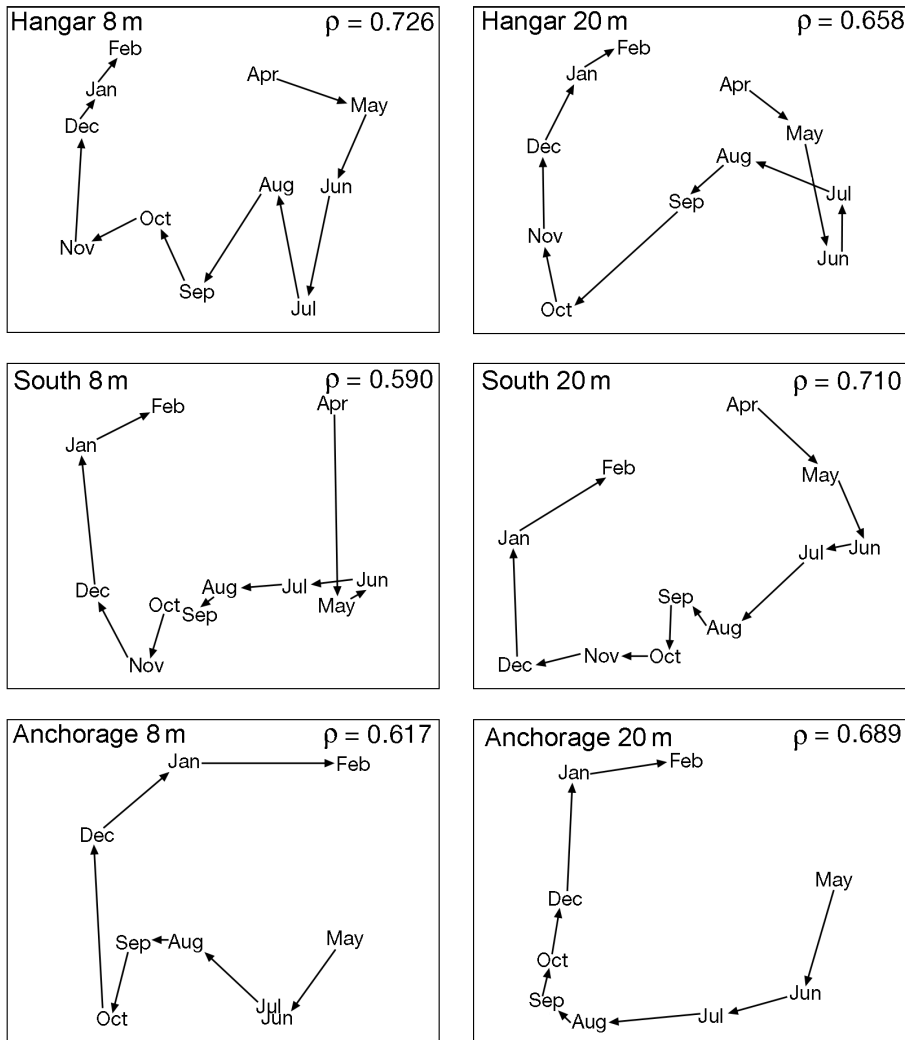 Hangar 8 m ρ = 0.726
Feb
Apr
Jan
May
Dec
Aug
Jun
Oct
Nov
Sep
Jul
Hangar 20 m ρ = 0.658
Feb
Jan
Apr
May
Dec
Aug
Jul
Sep
Nov
Jun
Oct
South 8 m ρ = 0.590
Feb
Apr
Jan
Jun
Jul
Aug
Dec
Oct
May
Sep
Nov
South 20 m ρ = 0.710
Apr
Feb
May
Jan
Jun
Jul
Sep
Aug
Nov
Oct
Dec
Anchorage 8 m ρ = 0.617
Jan
Feb
Dec
May
Sep
Aug
Jul
Jun
Oct
Anchorage 20 m ρ = 0.689
Feb
Jan
May
Dec
Oct
Jun
Sep
Jul
Aug